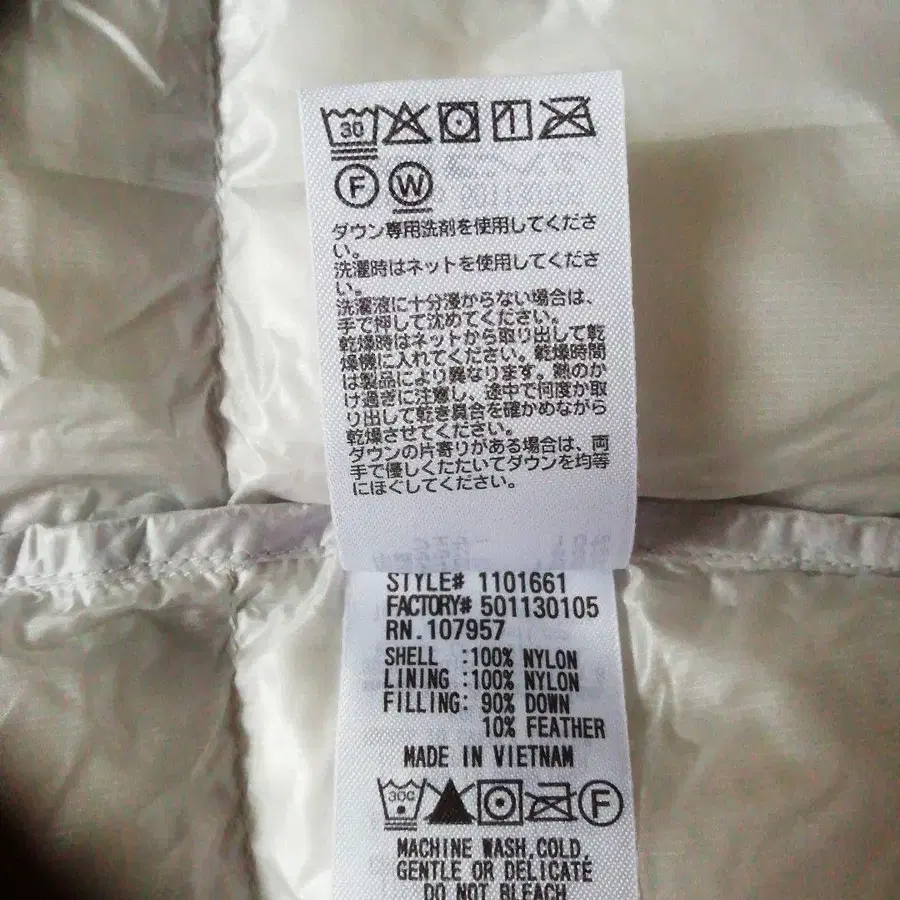 30
F W
ダウン専用洗剤を使用してくださ
い。
洗濯時はネットを使用してくださ
い。
洗濯液に十分浸からない場合は、
手で押して沈めてください。
乾燥時はネットから取り出して乾
燥機に入れてください。乾燥時間
は製品により異なります。熱のか
け過ぎに注意し、途中で何度か取
り出して乾き具合を確かめながら
乾燥させてください。
ダウンの片寄りがある場合は、両
手で優しくたたいてダウンを均等
にほぐしてください。
STYLE# 1101661
FACTORY# 501130105
RN.107957
SHELL :100% NYLON
LINING :100% NYLON
FILLING: 90% DOWN
10% FEATHER
MADE IN VIETNAM
30C F
MACHINE WASH,COLD,
GENTLE OR DELICATE
DO NOT BLEACH